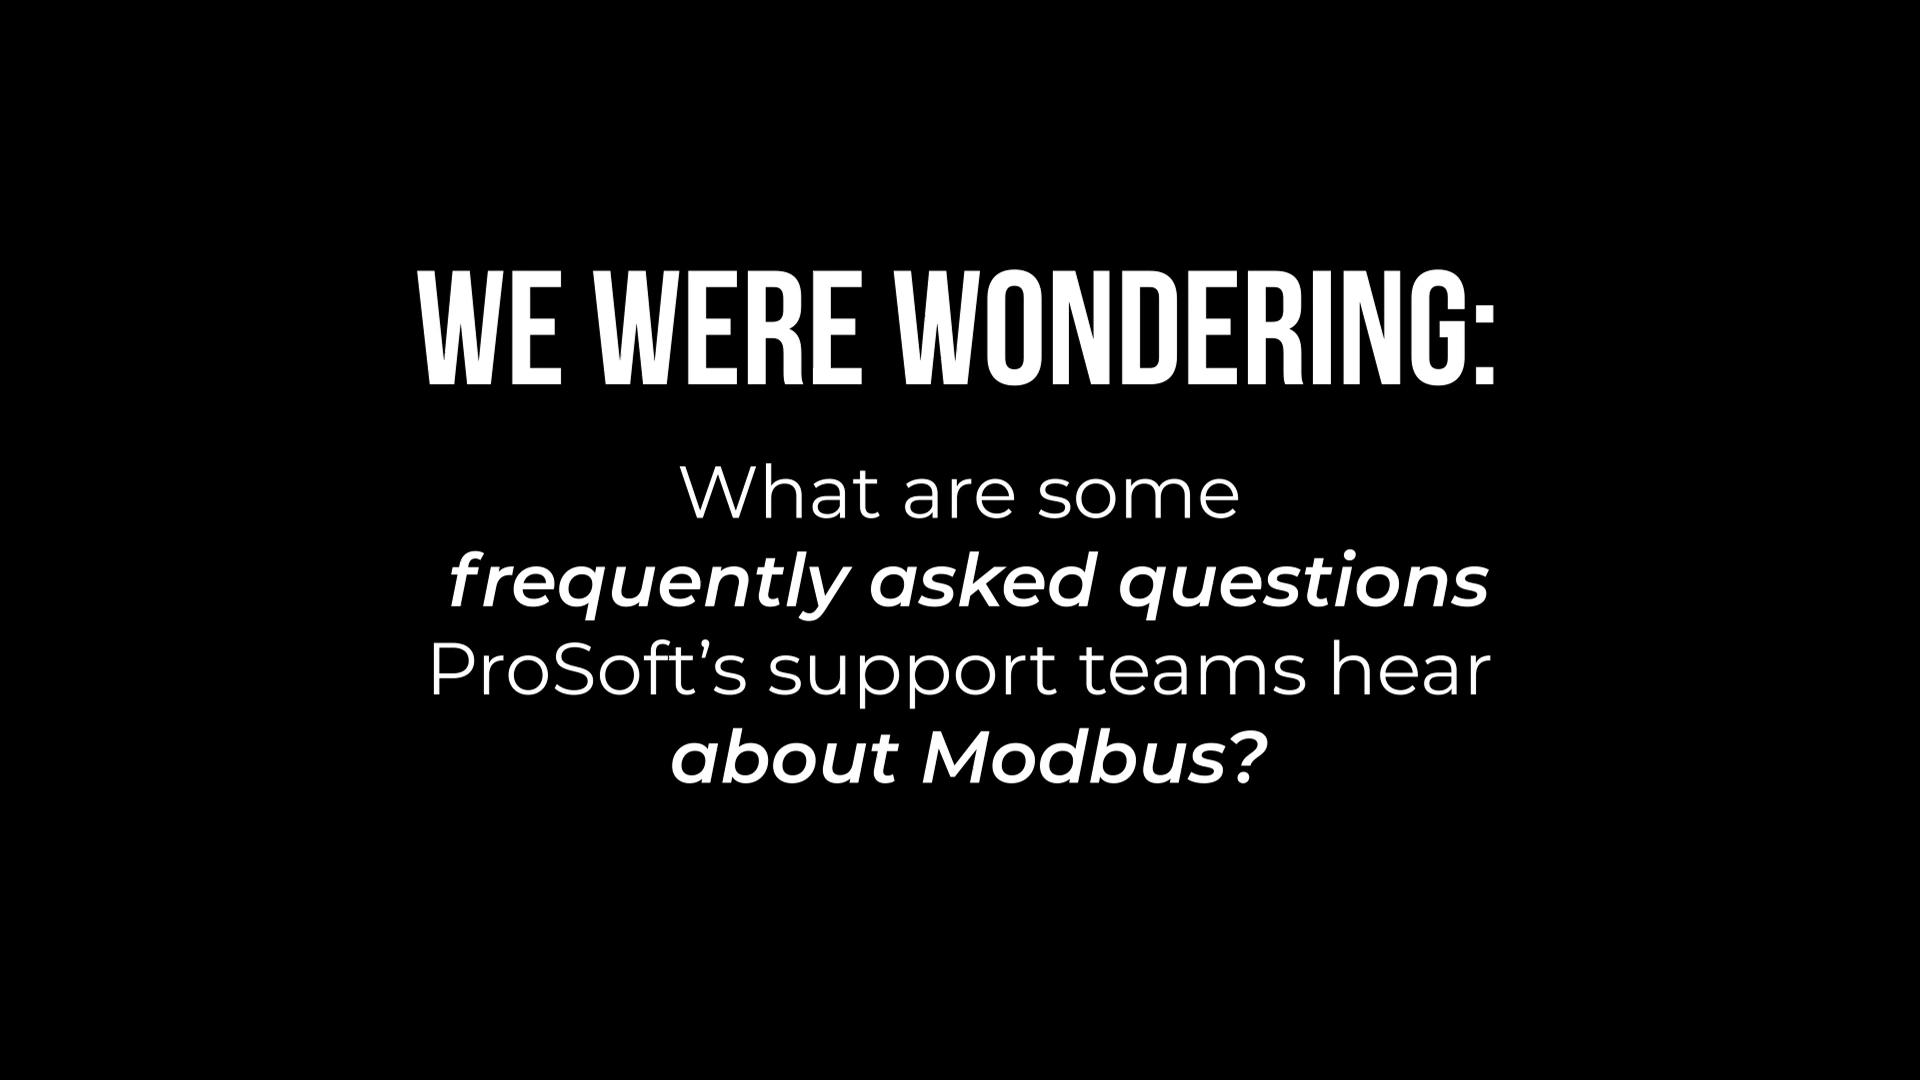 WE WERE WONDERING:
What are some
frequently asked questions
ProSoft’s support teams hear
about Modbus?